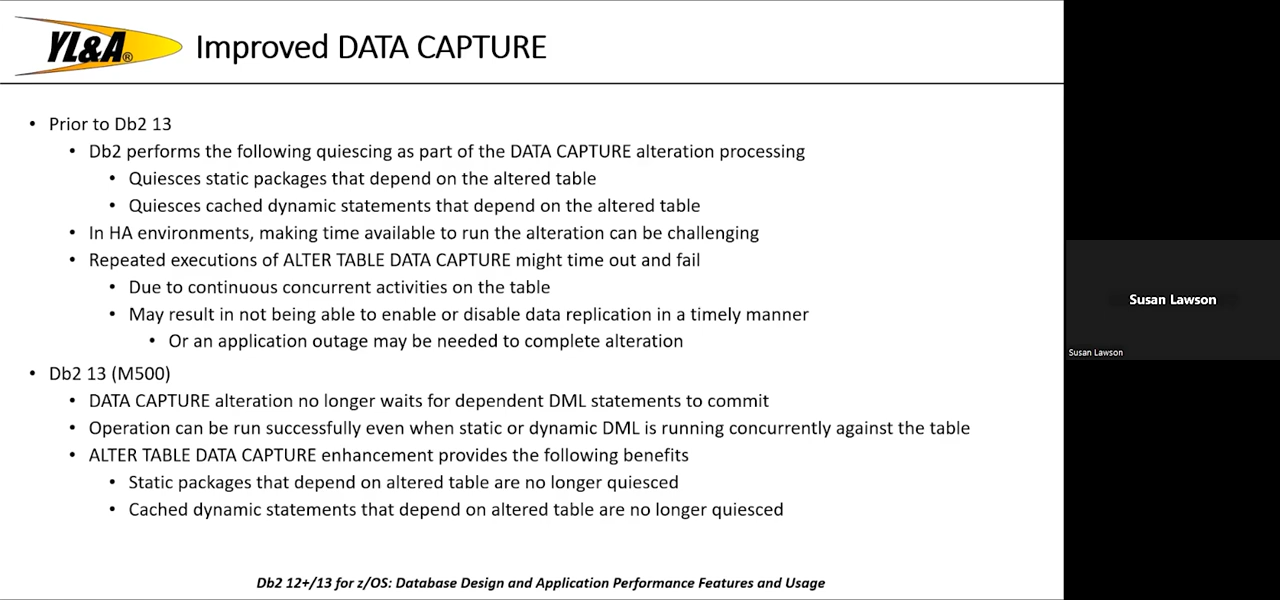 YL&A®
Improved DATA CAPTURE
• Prior to Db2 13
• Db2 performs the following quiescing as part of the DATA CAPTURE alteration processing
• Quiesces static packages that depend on the altered table
• Quiesces cached dynamic statements that depend on the altered table
• In HA environments, making time available to run the alteration can be challenging
• Repeated executions of ALTER TABLE DATA CAPTURE might time out and fail
• Due to continuous concurrent activities on the table
• May result in not being able to enable or disable data replication in a timely manner
• Or an application outage may be needed to complete alteration
• Db2 13 (M500)
• DATA CAPTURE alteration no longer waits for dependent DML statements to commit
• Operation can be run successfully even when static or dynamic DML is running concurrently against the table
• ALTER TABLE DATA CAPTURE enhancement provides the following benefits
• Static packages that depend on altered table are no longer quiesced
• Cached dynamic statements that depend on altered table are no longer quiesced
Db2 12+/13 for z/OS: Database Design and Application Performance Features and Usage
Susan Lawson
Susan Lawson